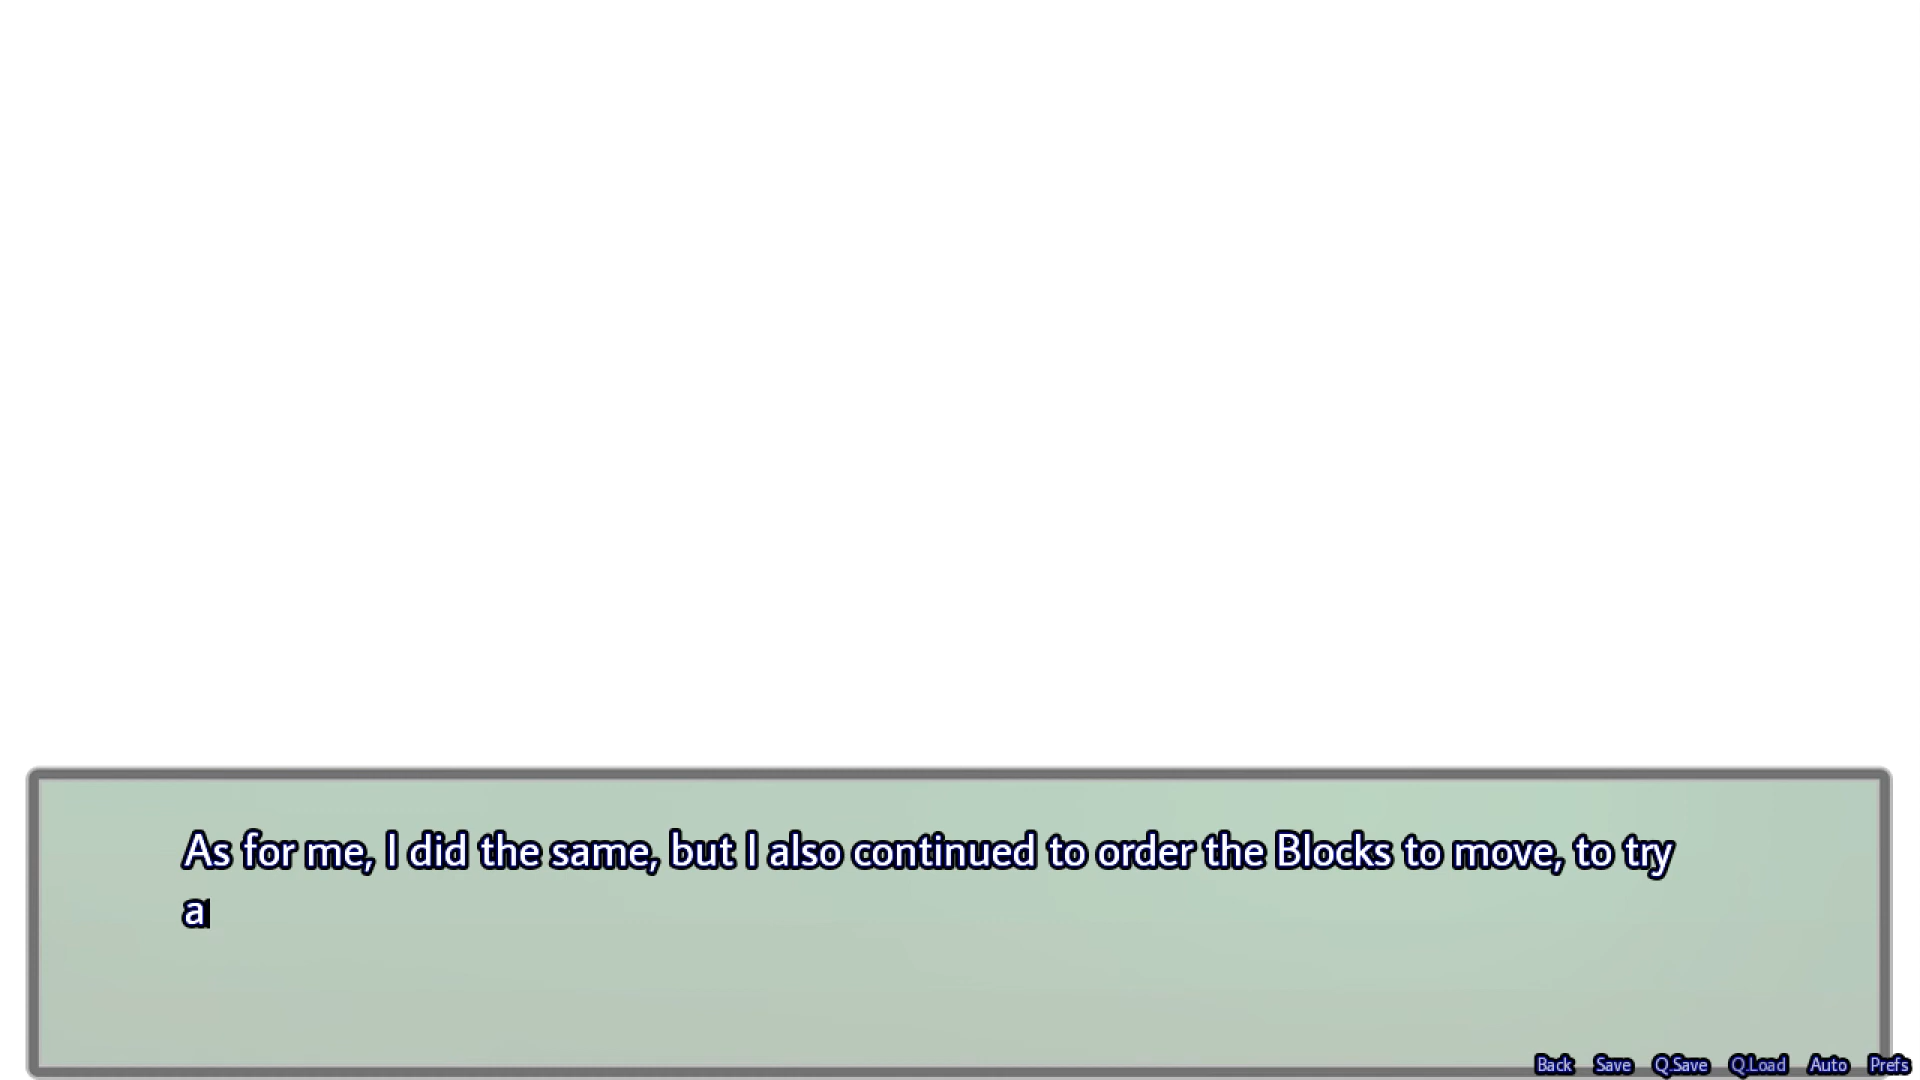 As for me, I did the same, but I also continued to order the Blocks to move, to try
a
Back Save Q.Save Q.Load Auto Prefs